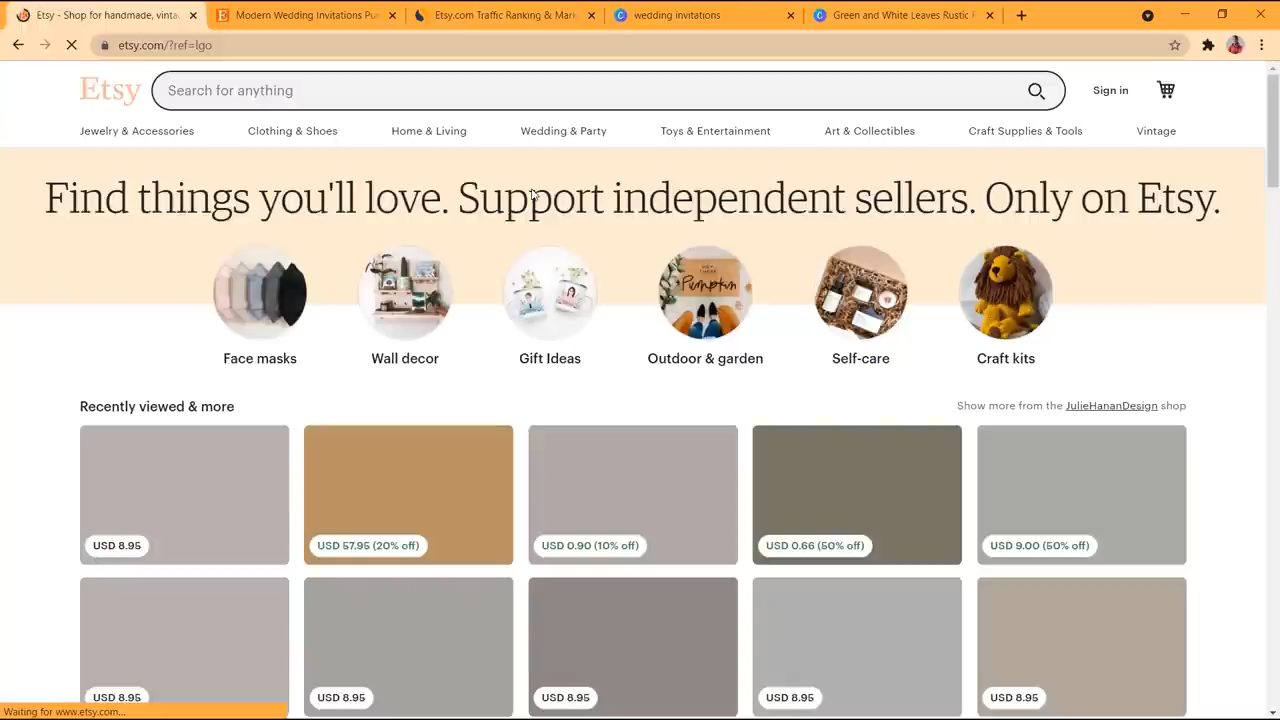 Etsy - Shop for handmade, vinta
Modern Wedding Invitations Pu
Etsy.com Traffic Ranking & Mark
wedding invitations
Green and White Leaves Rustic
etsy.com/?ref=lgo
Etsy
Search for anything
Sign in
Jewelry & Accessories
Clothing & Shoes
Home & Living
Wedding & Party
Toys & Entertainment
Art & Collectibles
Craft Supplies & Tools
Vintage
Find things you'll love. Support independent sellers. Only on Etsy.
Pumpkin
Face masks
Wall decor
Gift Ideas
Outdoor & garden
Self-care
Craft kits
Recently viewed & more
Show more from the JulieHananDesign shop
USD 8.95
USD 57.95 (20% off)
USD 0.90 (10% off)
USD 0.66 (50% off)
USD 9.00 (50% off)
USD 8.95
USD 8.95
USD 8.95
USD 8.95
USD 8.95
Waiting for www.etsy.com...